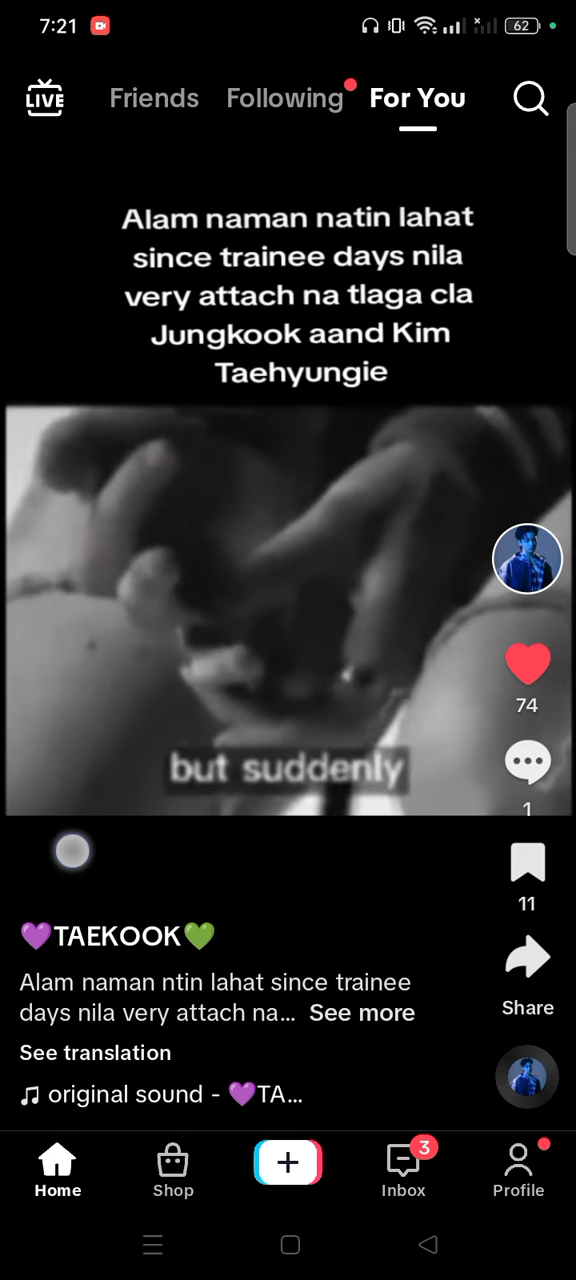 7:21
62
LIVE
Friends
Following
For You
Alam naman natin lahat
since trainee days nila
very attach na tlaga cla
Jungkook aand Kim
Taehyungie
but suddenly
74
1
11
Share
💜TAEKOOK💚
Alam naman ntin lahat since trainee
days nila very attach na... See more
See translation
original sound - 💜TA...
Home
Shop
3
Inbox
Profile